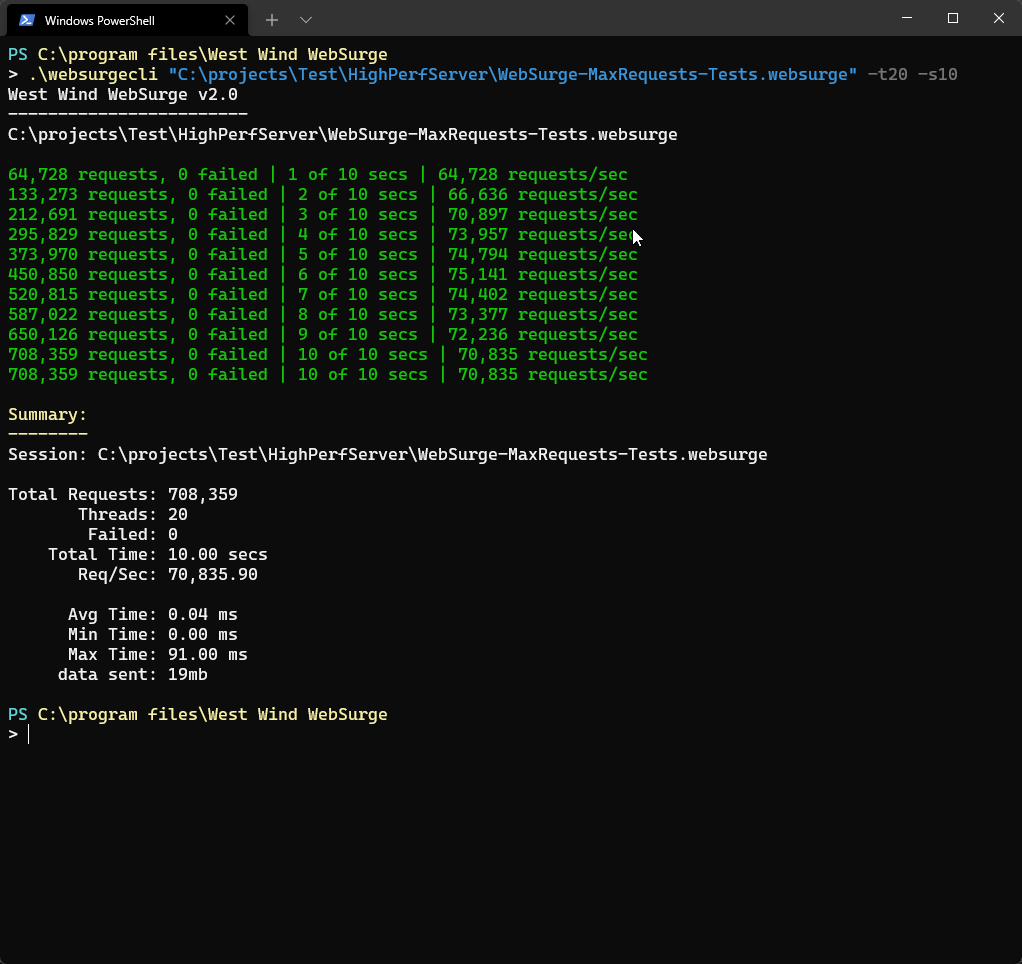 Windows PowerShell
PS C:\program files\West Wind WebSurge
> .\websurgecli "C:\projects\Test\HighPerfServer\WebSurge-MaxRequests-Tests.websurge" -t20 -s10
West Wind WebSurge v2.0
------------------------
C:\projects\Test\HighPerfServer\WebSurge-MaxRequests-Tests.websurge
64,728 requests, 0 failed | 1 of 10 secs | 64,728 requests/sec
133,273 requests, 0 failed | 2 of 10 secs | 66,636 requests/sec
212,691 requests, 0 failed | 3 of 10 secs | 70,897 requests/sec
295,829 requests, 0 failed | 4 of 10 secs | 73,957 requests/sec
373,970 requests, 0 failed | 5 of 10 secs | 74,794 requests/sec
450,850 requests, 0 failed | 6 of 10 secs | 75,141 requests/sec
520,815 requests, 0 failed | 7 of 10 secs | 74,402 requests/sec
587,022 requests, 0 failed | 8 of 10 secs | 73,377 requests/sec
650,126 requests, 0 failed | 9 of 10 secs | 72,236 requests/sec
708,359 requests, 0 failed | 10 of 10 secs | 70,835 requests/sec
708,359 requests, 0 failed | 10 of 10 secs | 70,835 requests/sec
Summary:
--------
Session: C:\projects\Test\HighPerfServer\WebSurge-MaxRequests-Tests.websurge
Total Requests: 708,359
Threads: 20
Failed: 0
Total Time: 10.00 secs
Req/Sec: 70,835.90
Avg Time: 0.04 ms
Min Time: 0.00 ms
Max Time: 91.00 ms
data sent: 19mb
PS C:\program files\West Wind WebSurge
>